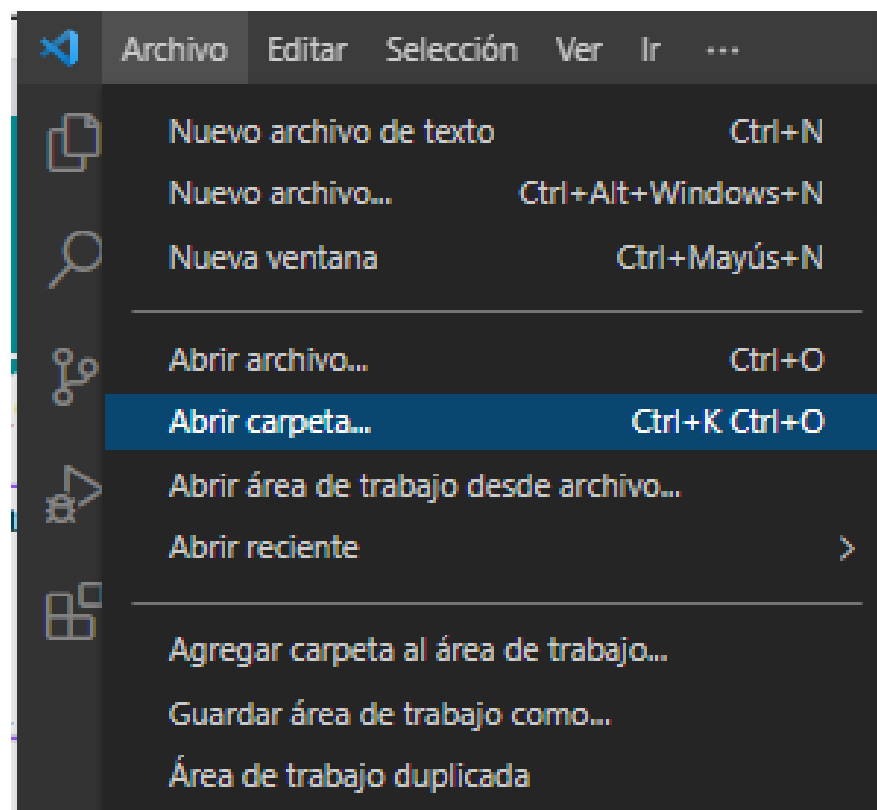 Archivo Editar Selección Ver Ir ···
Nuevo archivo de texto Ctrl+N
Nuevo archivo... Ctrl+Alt+Windows+N
Nueva ventana Ctrl+Mayús+N
Abrir archivo... Ctrl+O
Abrir carpeta... Ctrl+K Ctrl+O
Abrir área de trabajo desde archivo...
Abrir reciente
Agregar carpeta al área de trabajo...
Guardar área de trabajo como...
Área de trabajo duplicada